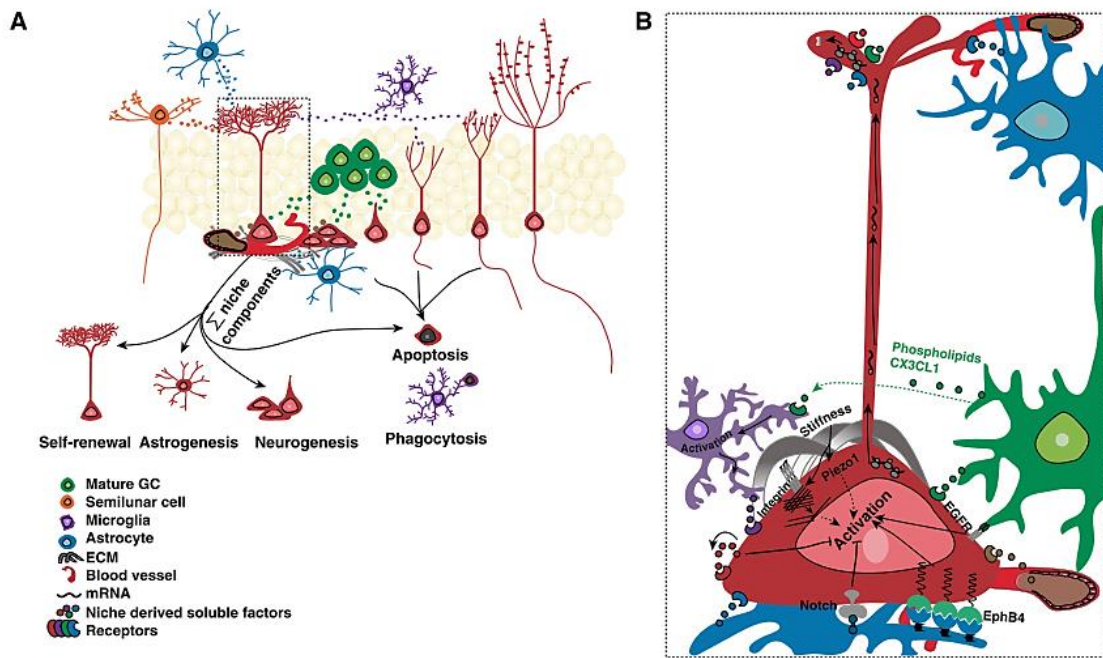 A
Σ niche
components
Apoptosis
Phagocytosis
Self-renewal Astrogenesis Neurogenesis
Mature GC
Semilunar cell
Microglia
Astrocyte
ECM
Blood vessel
mRNA
Niche derived soluble factors
Receptors
B
Phospholipids
CX3CL1
Stiffness
Activation
Piezo1
Integrin
Activation
EGFR
Notch
EphB4